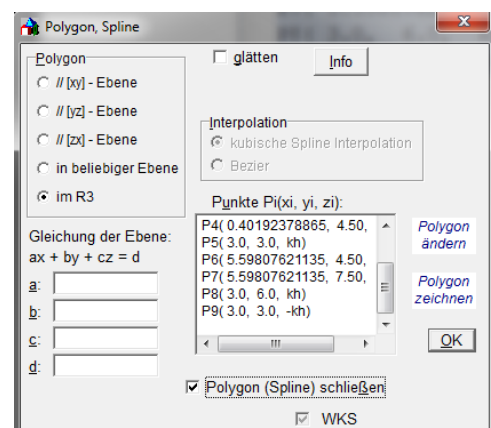 Polygon, Spline
Polygon
// [xy] - Ebene
// [yz] - Ebene
// [zx] - Ebene
in beliebiger Ebene
im R3
Gleichung der Ebene:
ax + by + cz = d
a:
b:
c:
d:
glätten
Info
Interpolation
kubische Spline Interpolation
Bezier
Punkte Pi(xi, yi, zi):
P4( 0.40192378865, 4.50,
P5( 3.0, 3.0, kh)
P6( 5.59807621135, 4.50,
P7( 5.59807621135, 7.50,
P8( 3.0, 6.0, kh)
P9( 3.0, 3.0, -kh)
Polygon
ändern
Polygon
zeichnen
OK
Polygon (Spline) schließen
WKS